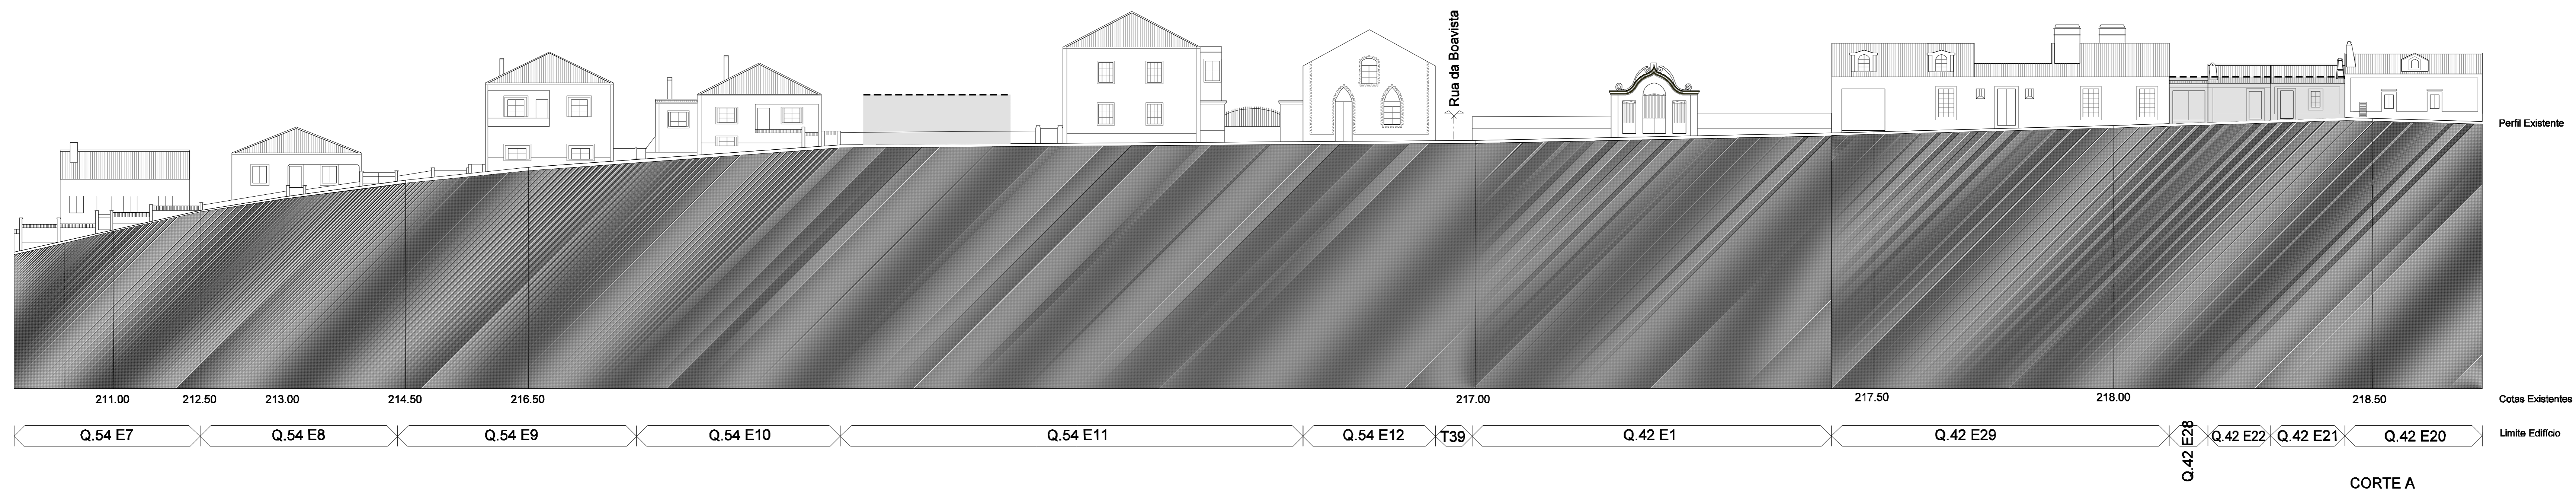 Rua da Boavista
Perfil Existente
211.00 212.50 213.00 214.50 216.50 217.00 217.50 218.00 218.50 Cotas Existentes
Q.54 E7 Q.54 E8 Q.54 E9 Q.54 E10 Q.54 E11 Q.54 E12 T39 Q.42 E1 Q.42 E29 Q.42 E28 Q.42 E22 Q.42 E21 Q.42 E20 Limite Edifício
CORTE A